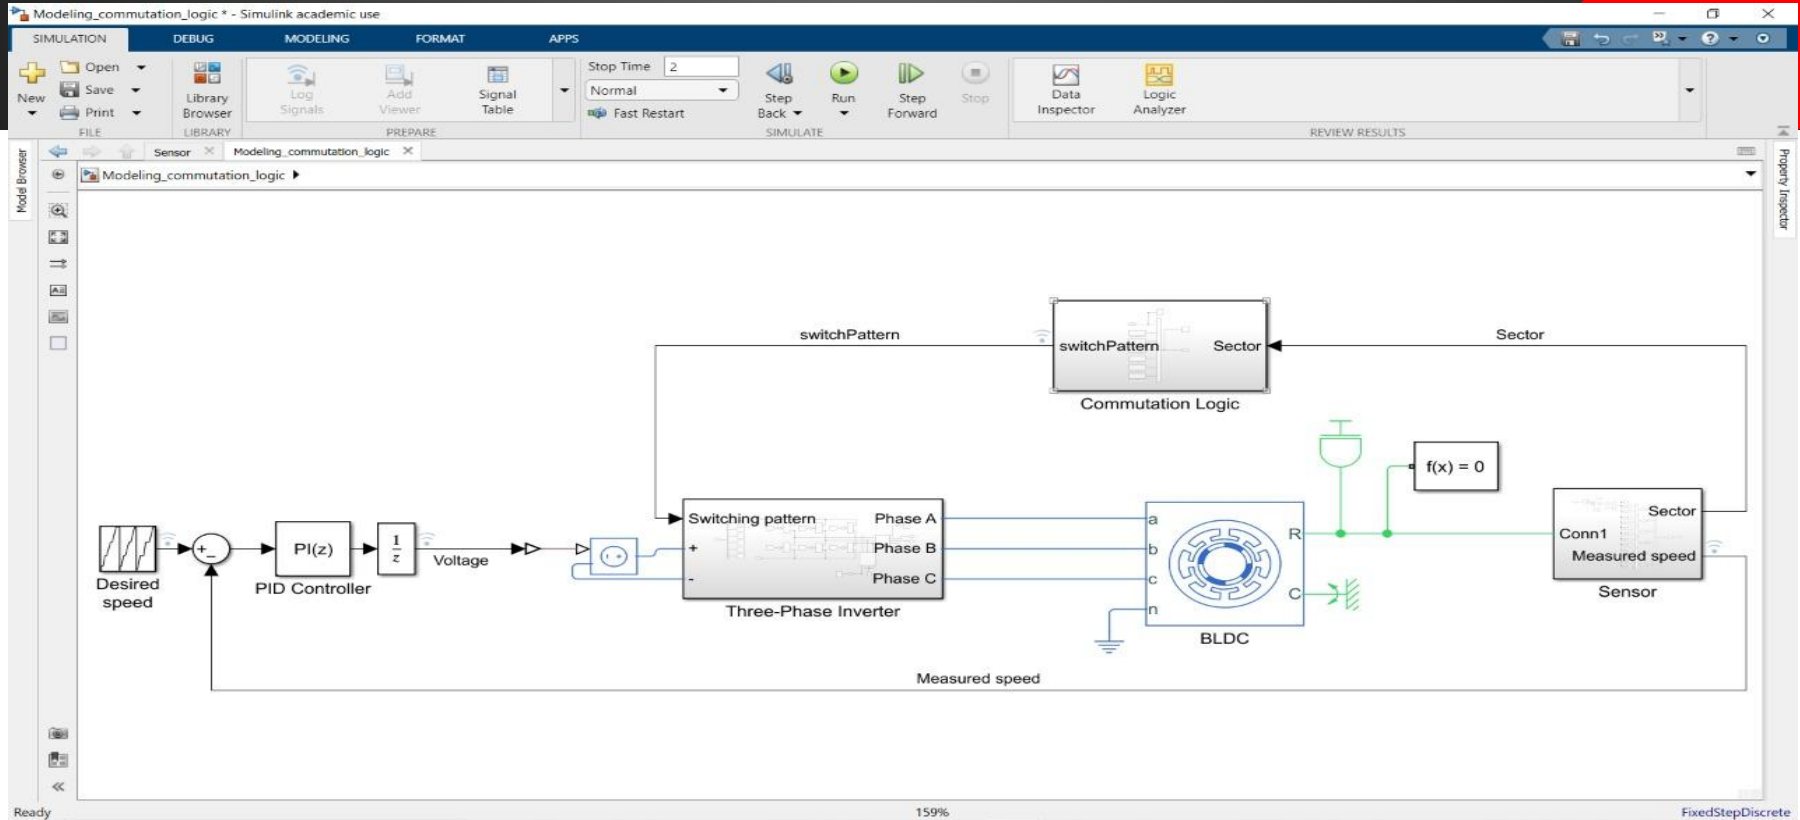 Modeling_commutation_logic * - Simulink academic use
SIMULATION DEBUG MODELING FORMAT APPS
New
Open
Save
Print
FILE
Library
Browser
LIBRARY
Log
Signals
Add
Viewer
Signal
Table
PREPARE
Stop Time 2
Normal
Fast Restart
Step
Back
Run
Step
Forward
Stop
SIMULATE
Data
Inspector
Logic
Analyzer
REVIEW RESULTS
Model Browser
Sensor
Modeling_commutation_logic
Modeling_commutation_logic
Property Inspector
switchPattern
switchPattern
Sector
Sector
Commutation Logic
f(x) = 0
Desired
speed
+
-
PI(z)
PID Controller
1
z
Voltage
Switching pattern
+
-
Phase A
Phase B
Phase C
Three-Phase Inverter
a
b
c
n
R
C
BLDC
Conn1
Sector
Measured speed
Sensor
Measured speed
Ready
159%
FixedStepDiscrete